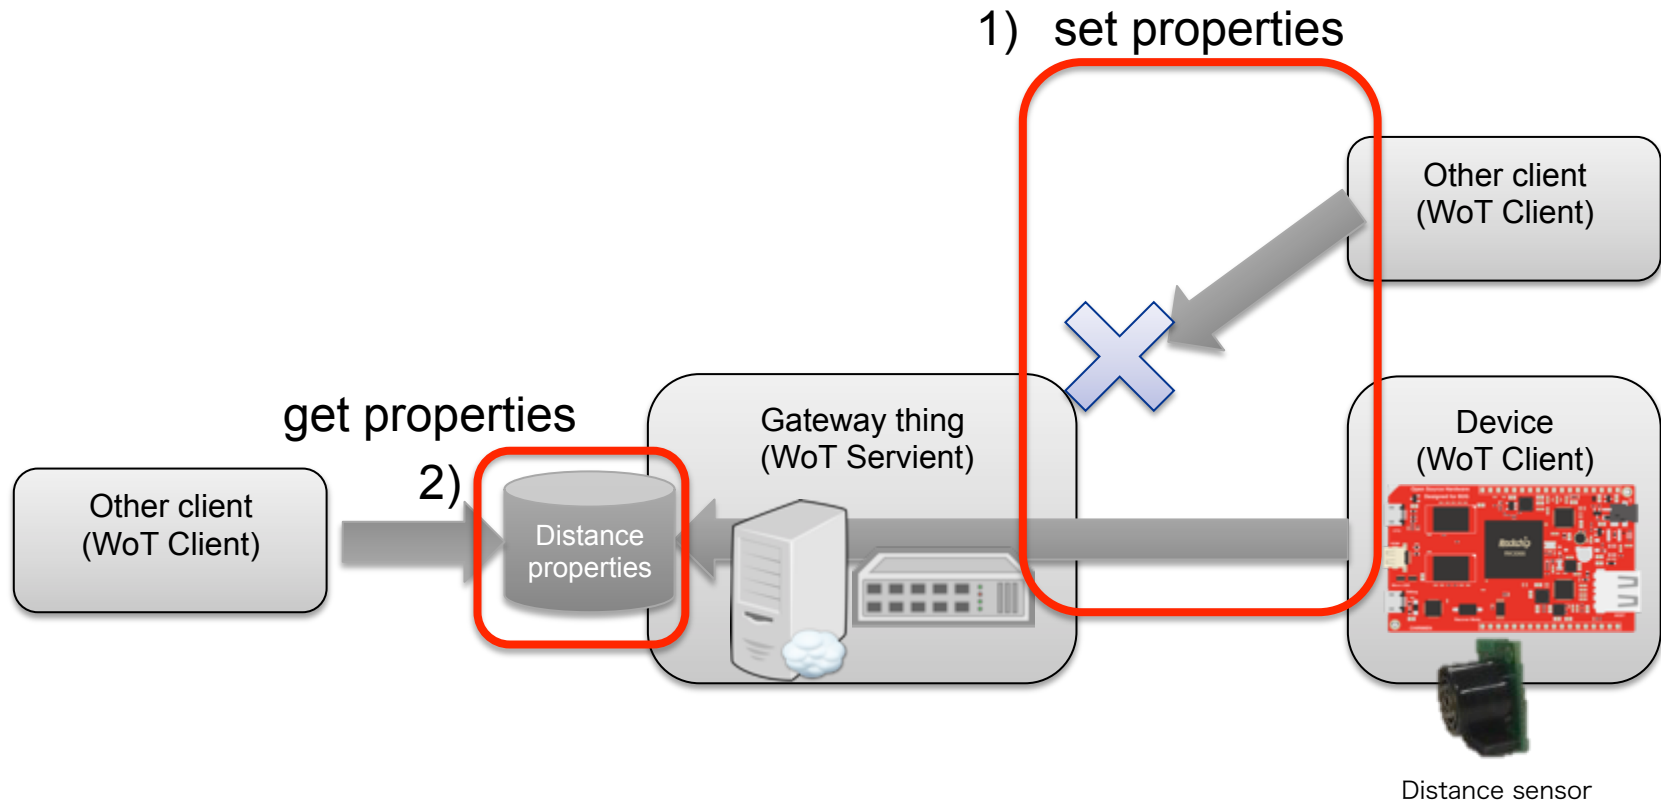 1) set properties
Other client
(WoT Client)
get properties
2)
Gateway thing
(WoT Servient)
Device
(WoT Client)
Other client
(WoT Client)
Distance
properties
Rockchip
Distance sensor